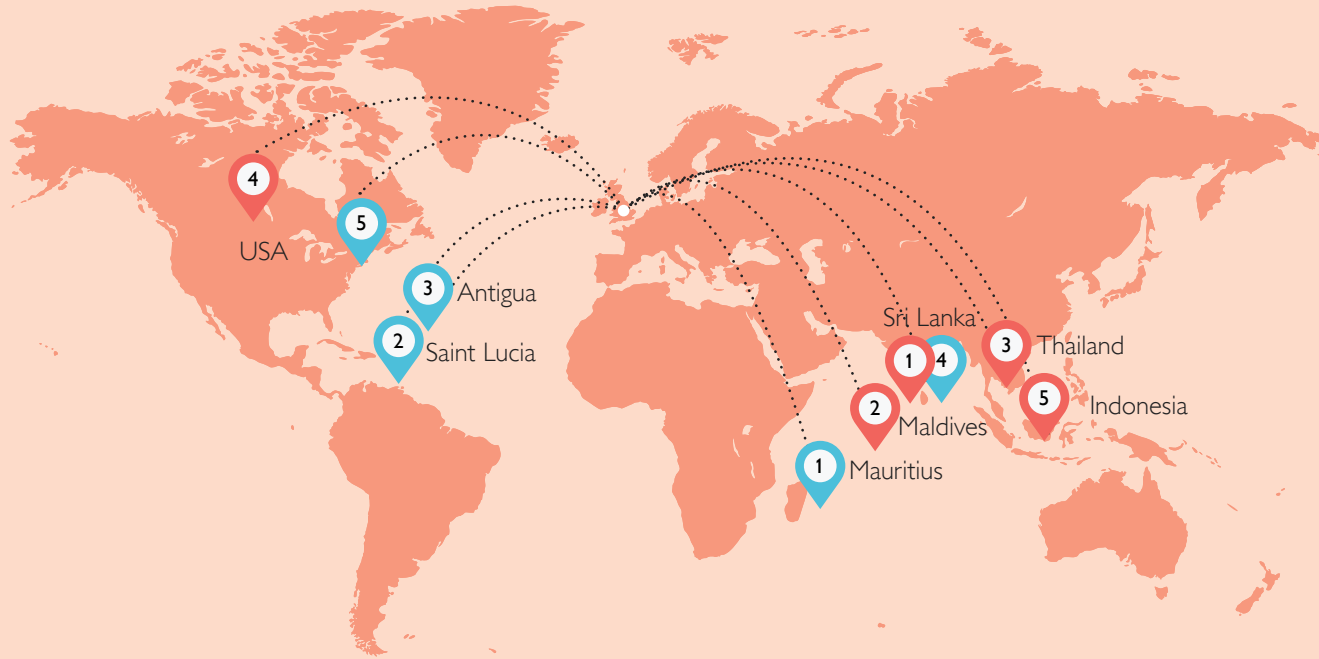 4
5
USA
3
Antigua
2
Saint Lucia
Sri Lanka
1
4
3
Thailand
2
Maldives
5
Indonesia
1
Mauritius